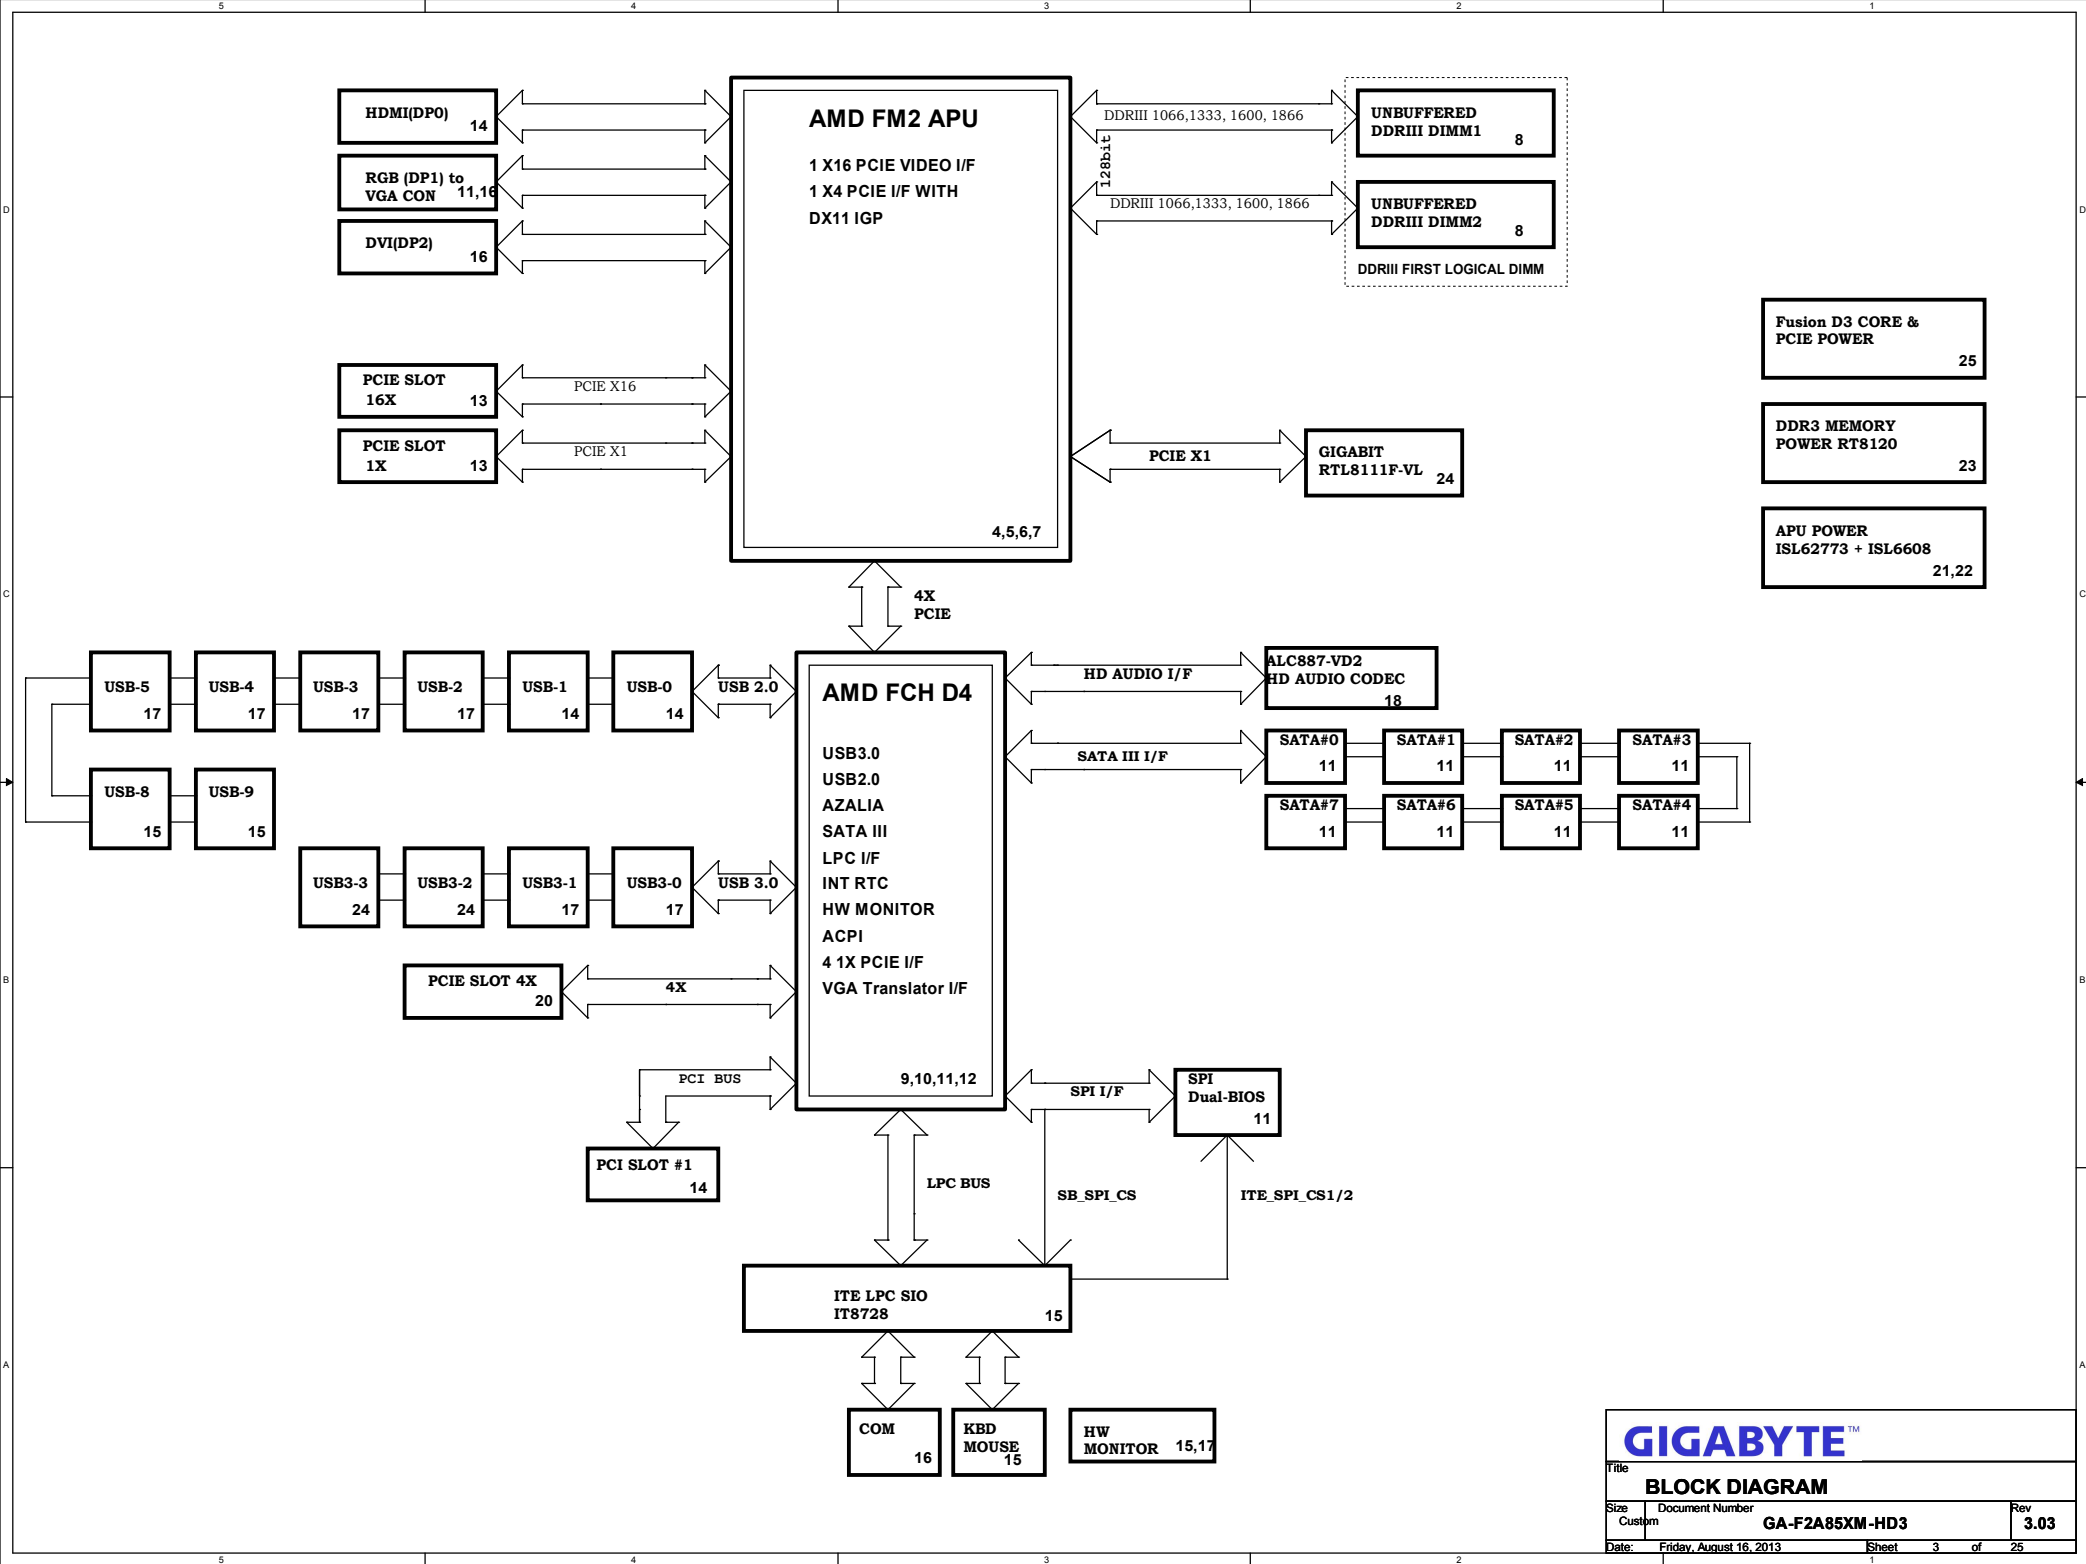 5 4 3 2 1
HDMI(DP0)
14
RGB (DP1) to
VGA CON 11,16
DVI(DP2)
16
AMD FM2 APU
1 X16 PCIE VIDEO I/F
1 X4 PCIE I/F WITH
DX11 IGP
4,5,6,7
DDRIII 1066,1333, 1600, 1866
128bit
DDRIII 1066,1333, 1600, 1866
UNBUFFERED
DDRIII DIMM1
8
UNBUFFERED
DDRIII DIMM2
8
DDRIII FIRST LOGICAL DIMM
D
D
Fusion D3 CORE &
PCIE POWER
25
DDR3 MEMORY
POWER RT8120
23
APU POWER
ISL62773 + ISL6608
21,22
PCIE SLOT
16X
13
PCIE X16
PCIE SLOT
1X
13
PCIE X1
PCIE X1
GIGABIT
RTL8111F-VL
24
C
C
4X
PCIE
USB-5
17
USB-4
17
USB-3
17
USB-2
17
USB-1
14
USB-0
14
USB 2.0
USB-8
15
USB-9
15
USB3-3
24
USB3-2
24
USB3-1
17
USB3-0
17
USB 3.0
AMD FCH D4
USB3.0
USB2.0
AZALIA
SATA III
LPC I/F
INT RTC
HW MONITOR
ACPI
4 1X PCIE I/F
VGA Translator I/F
9,10,11,12
HD AUDIO I/F
ALC887-VD2
HD AUDIO CODEC
18
SATA III I/F
SATA#0
11
SATA#1
11
SATA#2
11
SATA#3
11
SATA#7
11
SATA#6
11
SATA#5
11
SATA#4
11
B
B
PCIE SLOT 4X
20
4X
PCI BUS
PCI SLOT #1
14
SPI I/F
SPI
Dual-BIOS
11
LPC BUS
SB_SPI_CS
ITE_SPI_CS1/2
ITE LPC SIO
IT8728
15
A
A
COM
16
KBD
MOUSE
15
HW
MONITOR 15,17
GIGABYTE™
Title
BLOCK DIAGRAM
Size Document Number Rev
Custom GA-F2A85XM-HD3 3.03
Date: Friday, August 16, 2013 Sheet 3 of 25
5 4 3 2 1